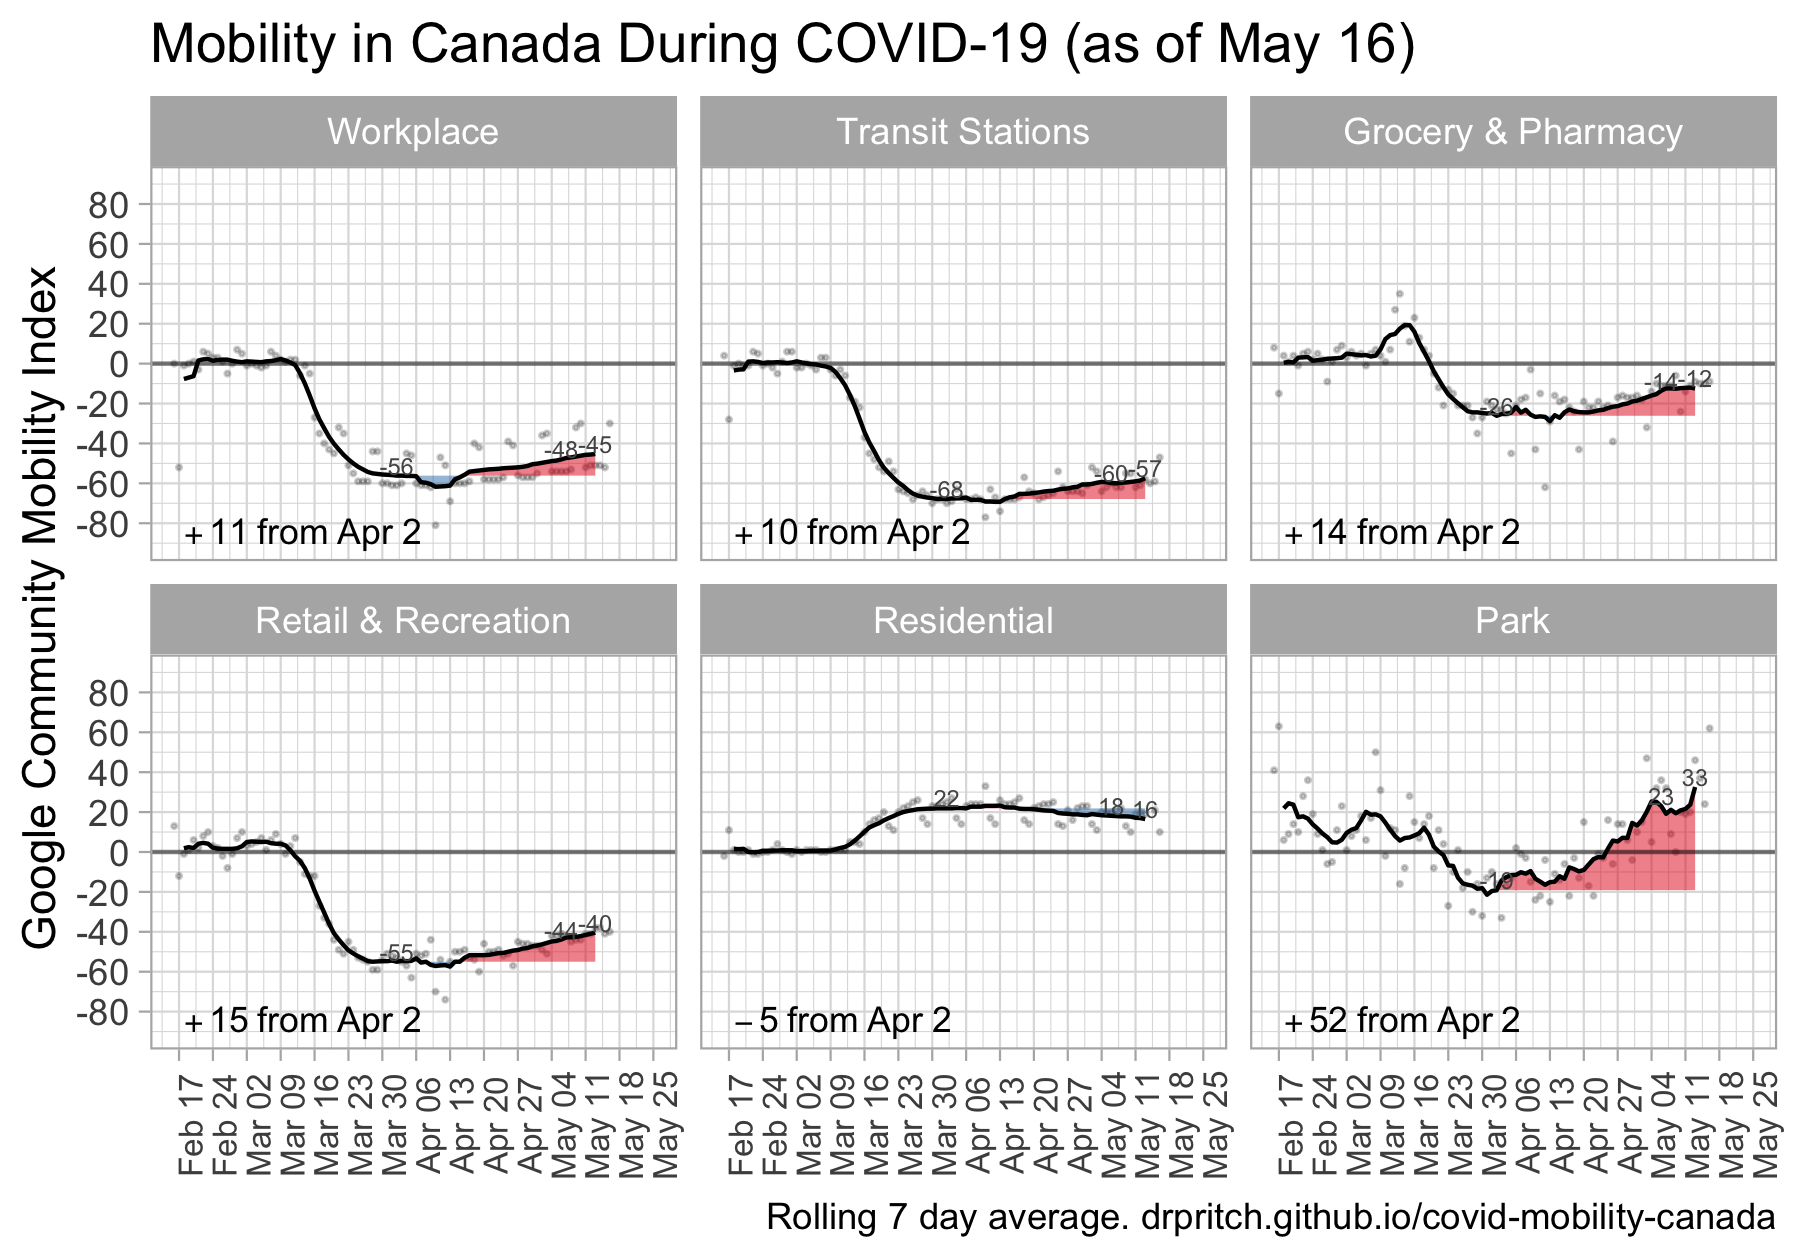 Mobility in Canada During COVID-19 (as of May 16)
Google Community Mobility Index
Workplace
80
60
40
20
0
-20
-40
-60
-80
-56
-48
-45
+ 11 from Apr 2
Transit Stations
-68
-60
-57
+ 10 from Apr 2
Grocery & Pharmacy
-26
-14
-12
+ 14 from Apr 2
Retail & Recreation
80
60
40
20
0
-20
-40
-60
-80
-55
-44
-40
+ 15 from Apr 2
Residential
22
18
16
– 5 from Apr 2
Park
-19
23
33
+ 52 from Apr 2
Feb 17
Feb 24
Mar 02
Mar 09
Mar 16
Mar 23
Mar 30
Apr 06
Apr 13
Apr 20
Apr 27
May 04
May 11
May 18
May 25
Feb 17
Feb 24
Mar 02
Mar 09
Mar 16
Mar 23
Mar 30
Apr 06
Apr 13
Apr 20
Apr 27
May 04
May 11
May 18
May 25
Feb 17
Feb 24
Mar 02
Mar 09
Mar 16
Mar 23
Mar 30
Apr 06
Apr 13
Apr 20
Apr 27
May 04
May 11
May 18
May 25
Rolling 7 day average. drpritch.github.io/covid-mobility-canada